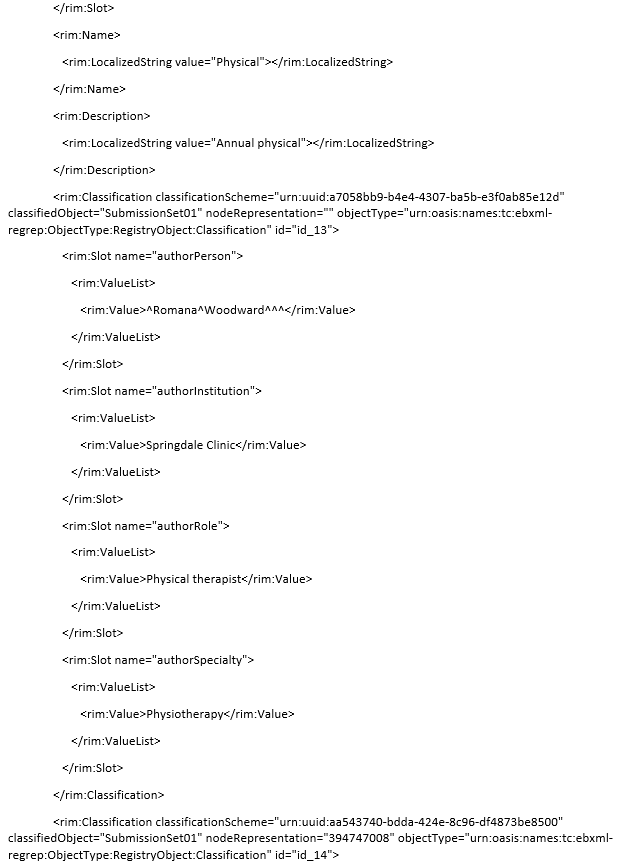 </rim:Slot>
<rim:Name>
<rim:LocalizedString value="Physical"></rim:LocalizedString>
</rim:Name>
<rim:Description>
<rim:LocalizedString value="Annual physical"></rim:LocalizedString>
</rim:Description>
<rim:Classification classificationScheme="urn:uuid:a7058bb9-b4e4-4307-ba5b-e3f0ab85e12d"
classifiedObject="SubmissionSet01" nodeRepresentation="" objectType="urn:oasis:names:tc:ebxml-
regrep:ObjectType:RegistryObject:Classification" id="id_13">
<rim:Slot name="authorPerson">
<rim:ValueList>
<rim:Value>^Romana^Woodward^^^</rim:Value>
</rim:ValueList>
</rim:Slot>
<rim:Slot name="authorInstitution">
<rim:ValueList>
<rim:Value>Springdale Clinic</rim:Value>
</rim:ValueList>
</rim:Slot>
<rim:Slot name="authorRole">
<rim:ValueList>
<rim:Value>Physical therapist</rim:Value>
</rim:ValueList>
</rim:Slot>
<rim:Slot name="authorSpecialty">
<rim:ValueList>
<rim:Value>Physiotherapy</rim:Value>
</rim:ValueList>
</rim:Slot>
</rim:Classification>
<rim:Classification classificationScheme="urn:uuid:aa543740-bdda-424e-8c96-df4873be8500"
classifiedObject="SubmissionSet01" nodeRepresentation="394747008" objectType="urn:oasis:names:tc:ebxml-
regrep:ObjectType:RegistryObject:Classification" id="id_14">